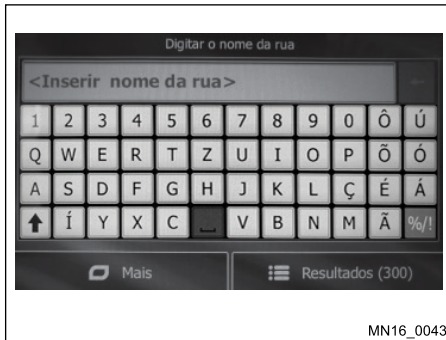 Digitar o nome da rua
<Inserir nome da rua>
1 2 3 4 5 6 7 8 9 0 Ô Ú
Q W E R T Z U I O P Õ Ó
A S D F G H J K L Ç É Á
Í Y X C V B N M Ã %/!
Mais Resultados (300)
MN16_0043